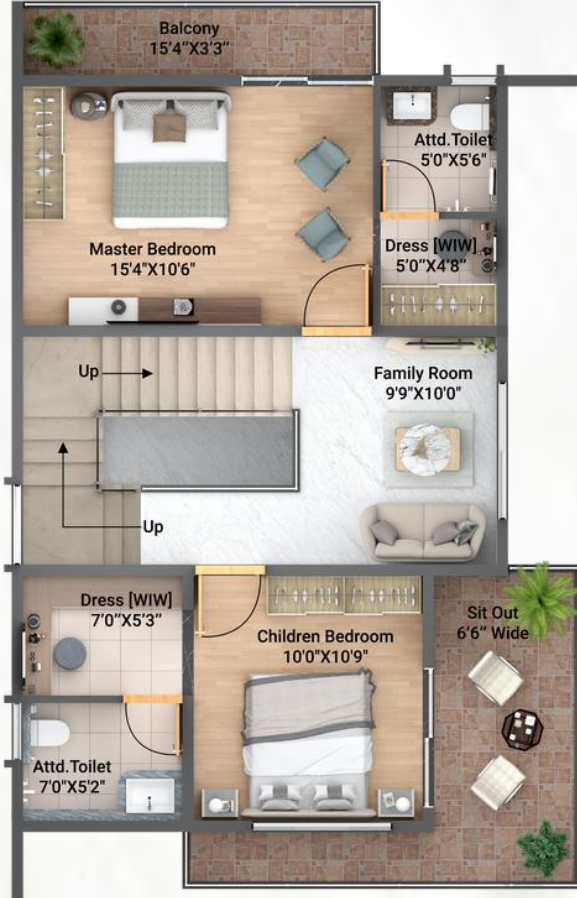 Balcony
15'4"X3'3"
Attd.Toilet
5'0"X5'6"
Master Bedroom
15'4"X10'6"
Dress [WIW]
5'0"X4'8"
Up
Family Room
9'9"X10'0"
Up
Dress [WIW]
7'0"X5'3"
Children Bedroom
10'0"X10'9"
Sit Out
6'6" Wide
Attd.Toilet
7'0"X5'2"